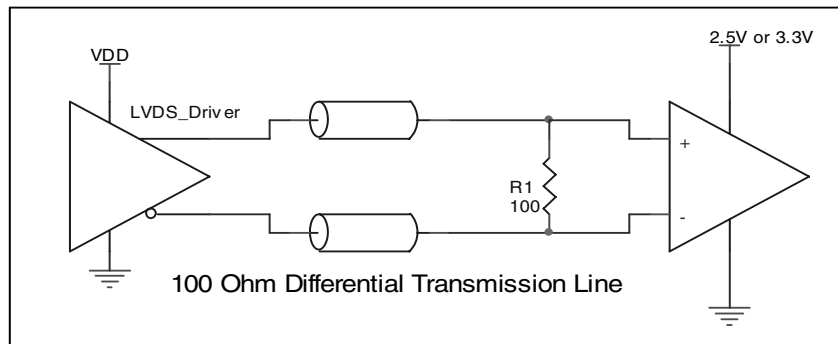 2.5V or 3.3V
VDD
LVDS_Driver
+
R1
100
-
100 Ohm Differential Transmission Line